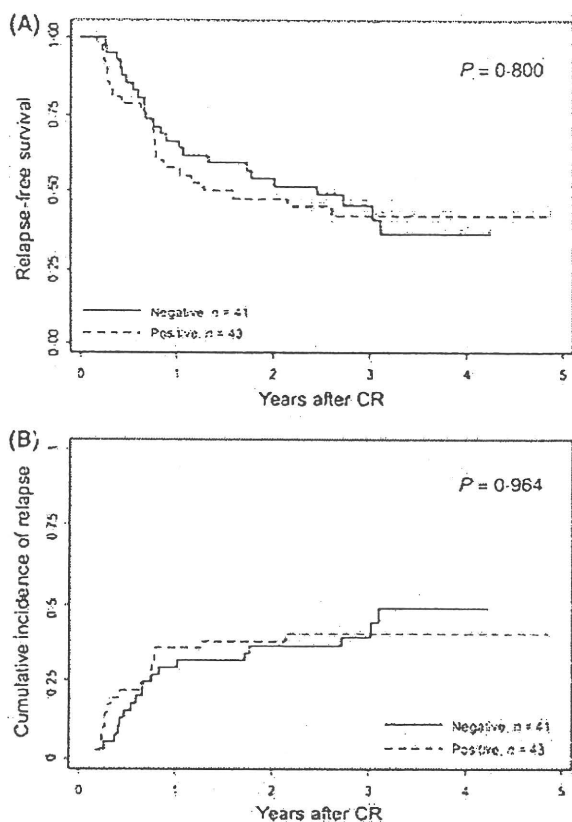 (A)
P = 0·800
Relapse-free survival
1·00
0·75
0·50
0·25
0·00
Negative, n = 41
Positive, n = 43
0 1 2 3 4 5
Years after CR
(B)
P = 0·964
Cumulative incidence of relapse
1
0·75
0·5
0·25
0
Negative, n = 41
Positive, n = 43
0 1 2 3 4 5
Years after CR